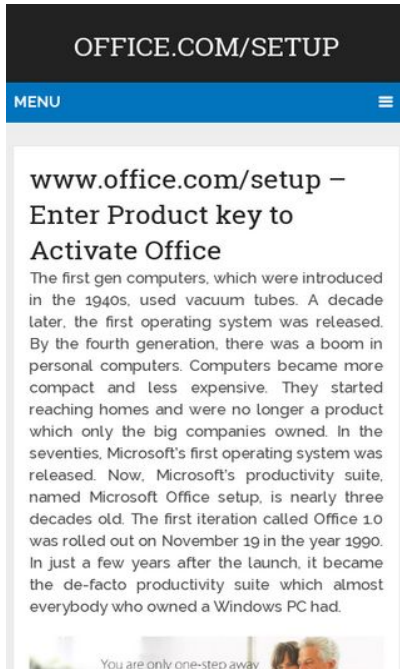 OFFICE.COM/SETUP
MENU
www.office.com/setup –
Enter Product key to
Activate Office
The first gen computers, which were introduced
in the 1940s, used vacuum tubes. A decade
later, the first operating system was released.
By the fourth generation, there was a boom in
personal computers. Computers became more
compact and less expensive. They started
reaching homes and were no longer a product
which only the big companies owned. In the
seventies, Microsoft's first operating system was
released. Now, Microsoft's productivity suite,
named Microsoft Office setup, is nearly three
decades old. The first iteration called Office 1.0
was rolled out on November 19 in the year 1990.
In just a few years after the launch, it became
the de-facto productivity suite which almost
everybody who owned a Windows PC had.
You are only one-step away